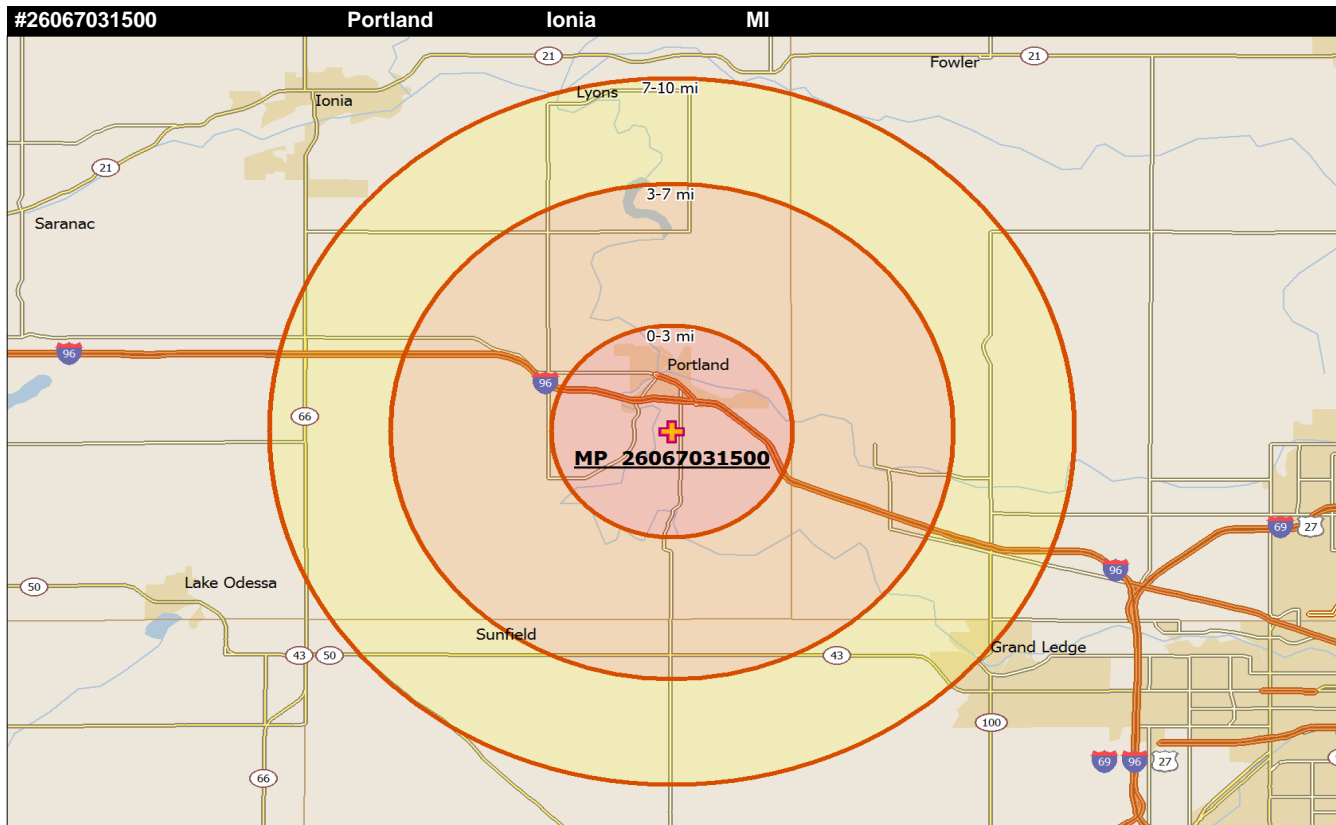 #26067031500 Portland Ionia MI
21 21 Fowler 21
7-10 mi
Lyons
Ionia
21
3-7 mi
Saranac
0-3 mi
96 Portland
96
66
MP 26067031500
69 27
96
50 Lake Odessa
Sunfield
43 50 43 Grand Ledge
100
69 96 27
66